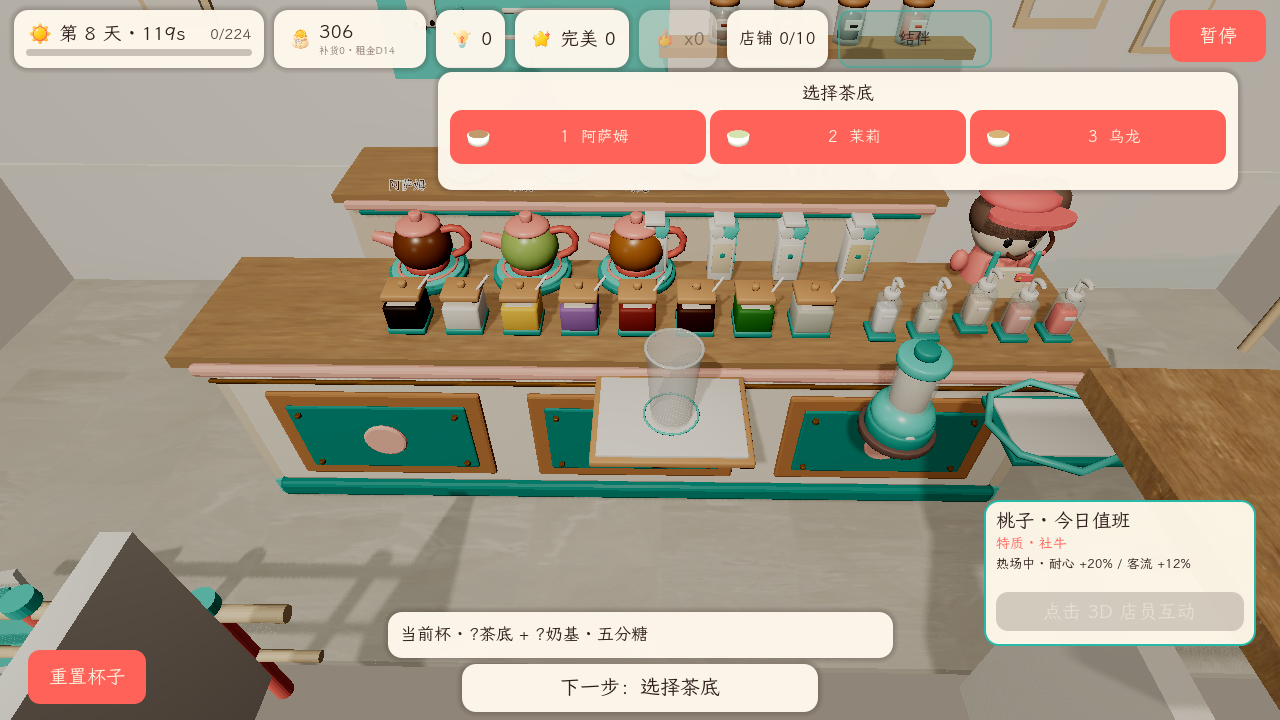 第 8 天・119s
0/224
306
补货0・租金D14
0
完美 0
x0
店铺 0/10
结伴
暂停
选择茶底
1 阿萨姆
2 茉莉
3 乌龙
阿萨姆
桃子・今日值班
特质・社牛
热场中・耐心 +20% / 客流 +12%
点击 3D 店员互动
当前杯・?茶底 + ?奶基・五分糖
重置杯子
下一步：选择茶底